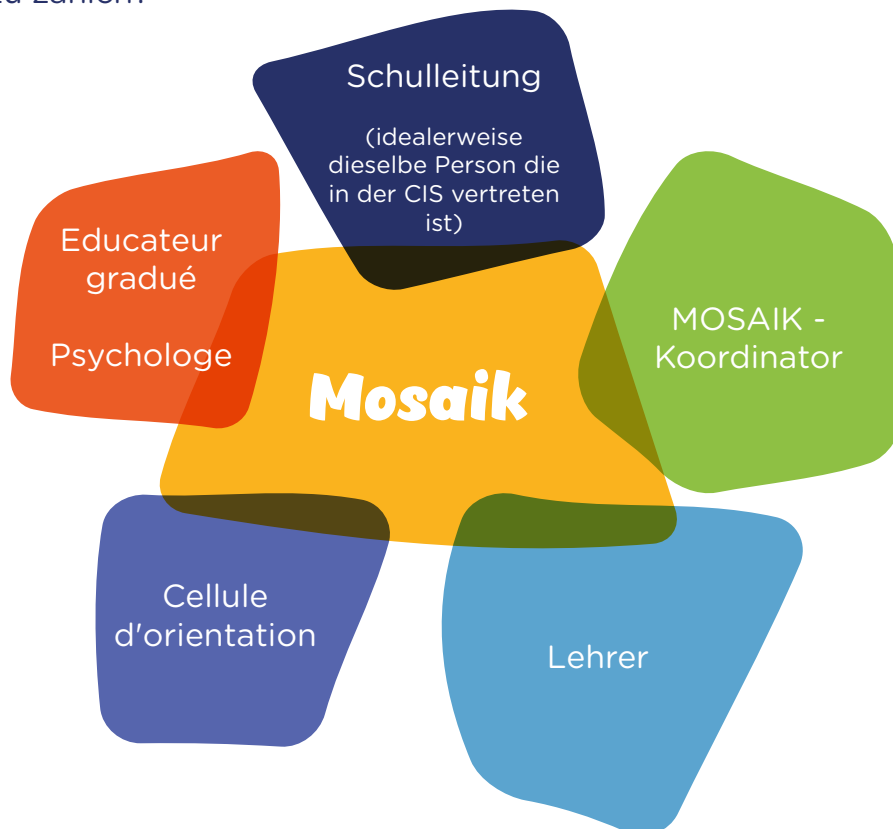 Schulleitung
(idealerweise
dieselbe Person die
in der CIS vertreten
ist)
Educateur
gradué
Psychologe
MOSAIK -
Koordinator
Mosaik
Cellule
d'orientation
Lehrer